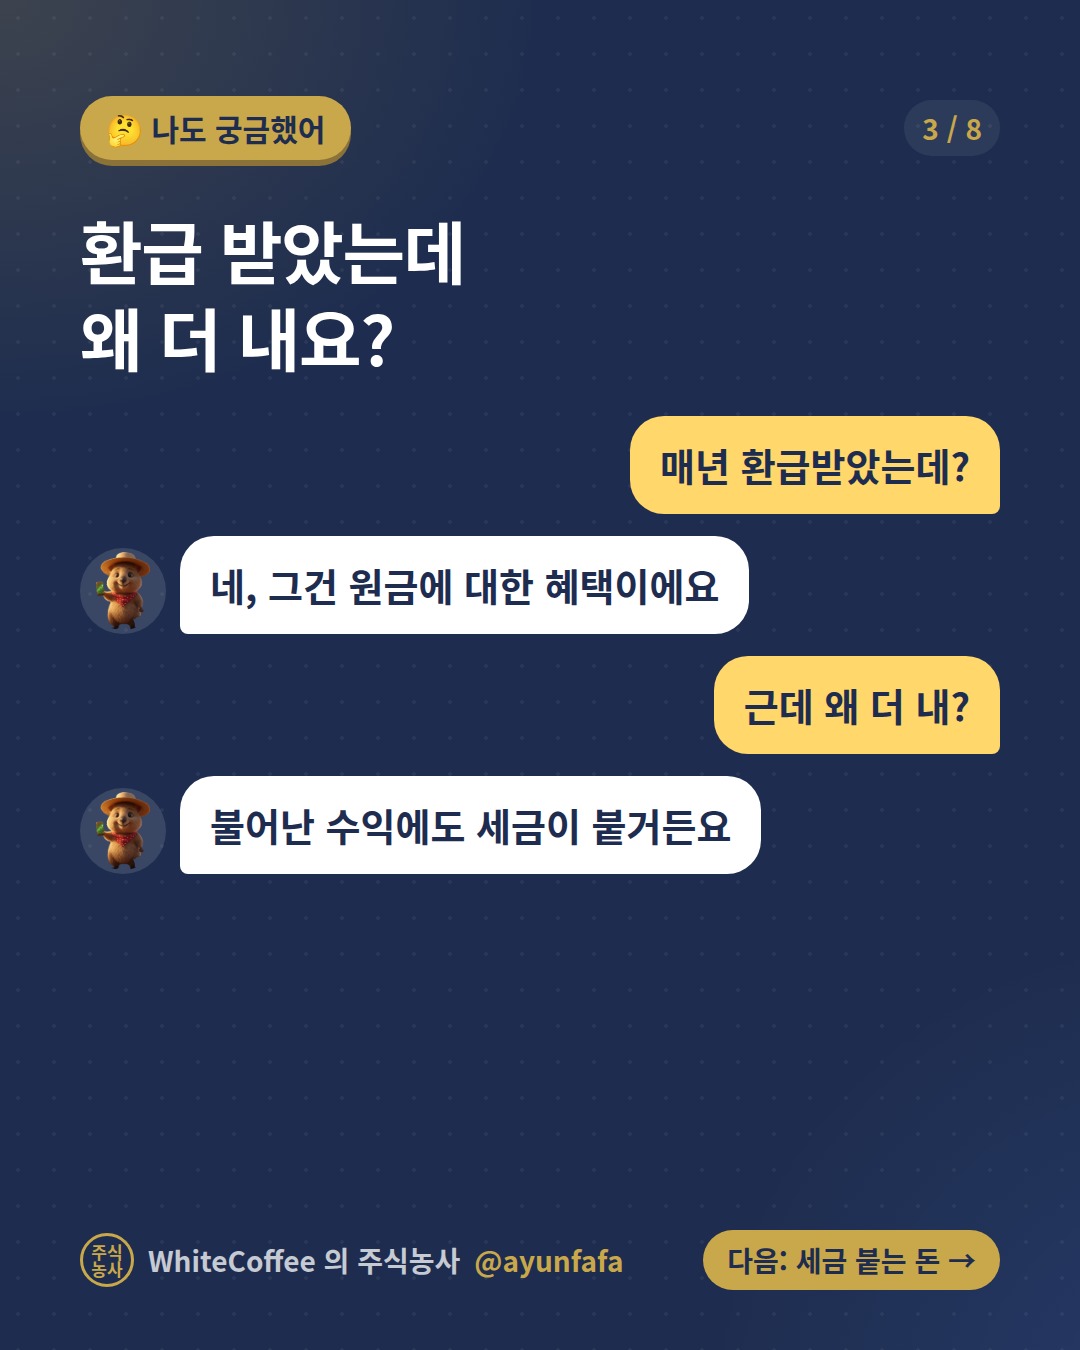 🤔 나도 궁금했어
3 / 8
환급 받았는데
왜 더 내요?
매년 환급받았는데?
네, 그건 원금에 대한 혜택이에요
근데 왜 더 내?
불어난 수익에도 세금이 붙거든요
주식
농사
WhiteCoffee 의 주식농사 @ayunfafa
다음: 세금 붙는 돈 →